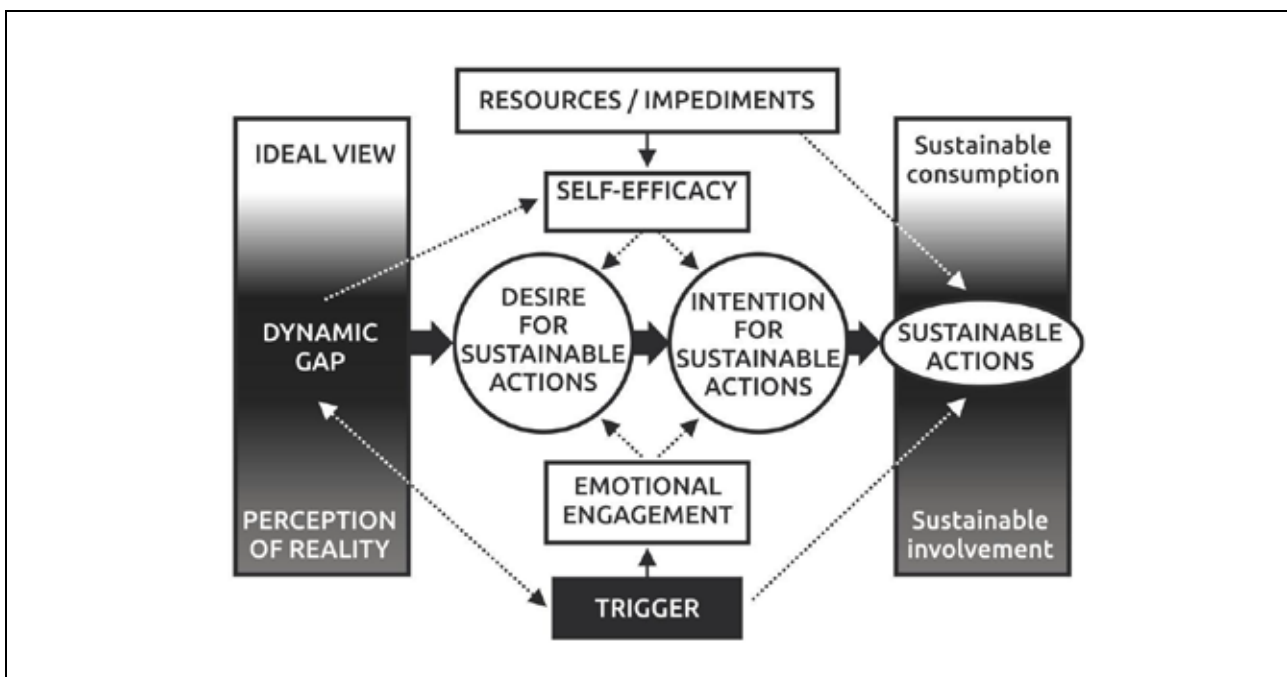 RESOURCES / IMPEDIMENTS
IDEAL VIEW
Sustainable
consumption
SELF-EFFICACY
DYNAMIC
GAP
DESIRE
FOR
SUSTAINABLE
ACTIONS
INTENTION
FOR
SUSTAINABLE
ACTIONS
SUSTAINABLE
ACTIONS
PERCEPTION
OF REALITY
EMOTIONAL
ENGAGEMENT
Sustainable
involvement
TRIGGER